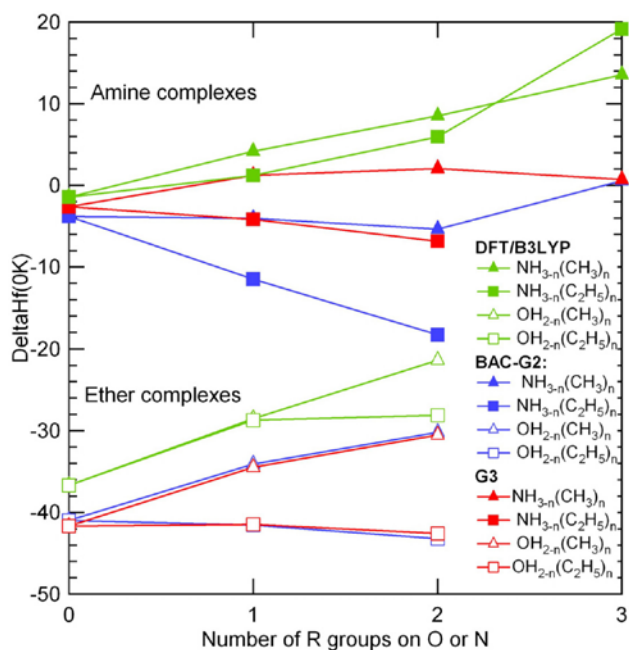 20
10
0
-10
-20
-30
-40
-50
DeltaHf(0K)
Amine complexes
Ether complexes
DFT/B3LYP
NH₃₋ₙ(CH₃)ₙ
NH₃₋ₙ(C₂H₅)ₙ
OH₂₋ₙ(CH₃)ₙ
OH₂₋ₙ(C₂H₅)ₙ
BAC-G2:
NH₃₋ₙ(CH₃)ₙ
NH₃₋ₙ(C₂H₅)ₙ
OH₂₋ₙ(CH₃)ₙ
OH₂₋ₙ(C₂H₅)ₙ
G3
NH₃₋ₙ(CH₃)ₙ
NH₃₋ₙ(C₂H₅)ₙ
OH₂₋ₙ(CH₃)ₙ
OH₂₋ₙ(C₂H₅)ₙ
0 1 2 3
Number of R groups on O or N